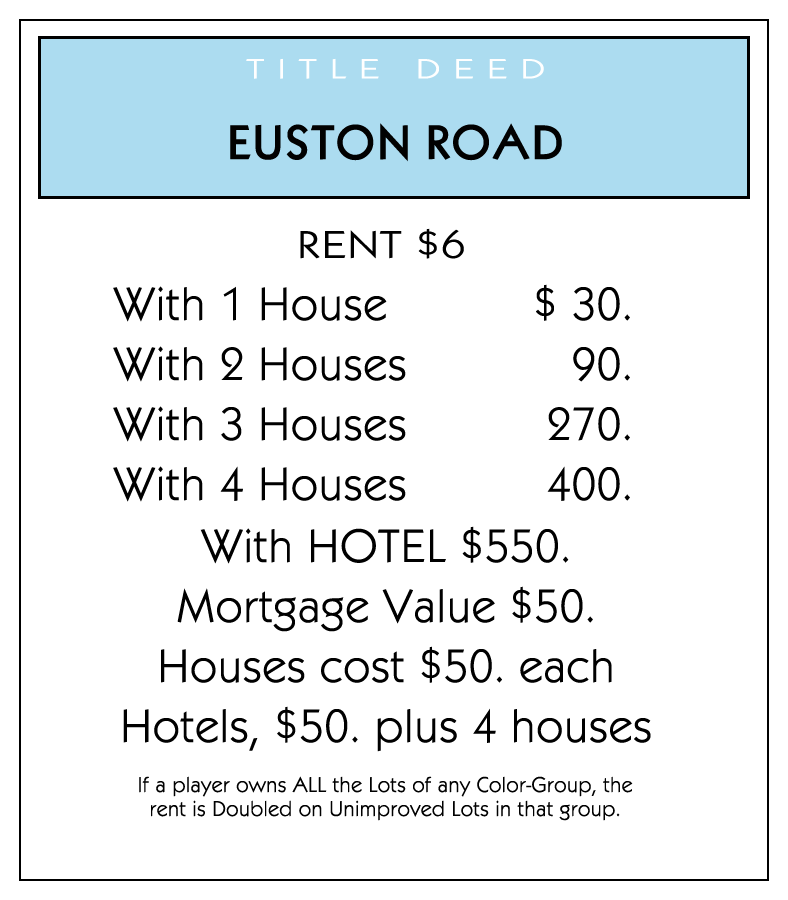 TITLE DEED
EUSTON ROAD
RENT $6
With 1 House $ 30.
With 2 Houses 90.
With 3 Houses 270.
With 4 Houses 400.
With HOTEL $550.
Mortgage Value $50.
Houses cost $50. each
Hotels, $50. plus 4 houses
If a player owns ALL the Lots of any Color-Group, the
rent is Doubled on Unimproved Lots in that group.